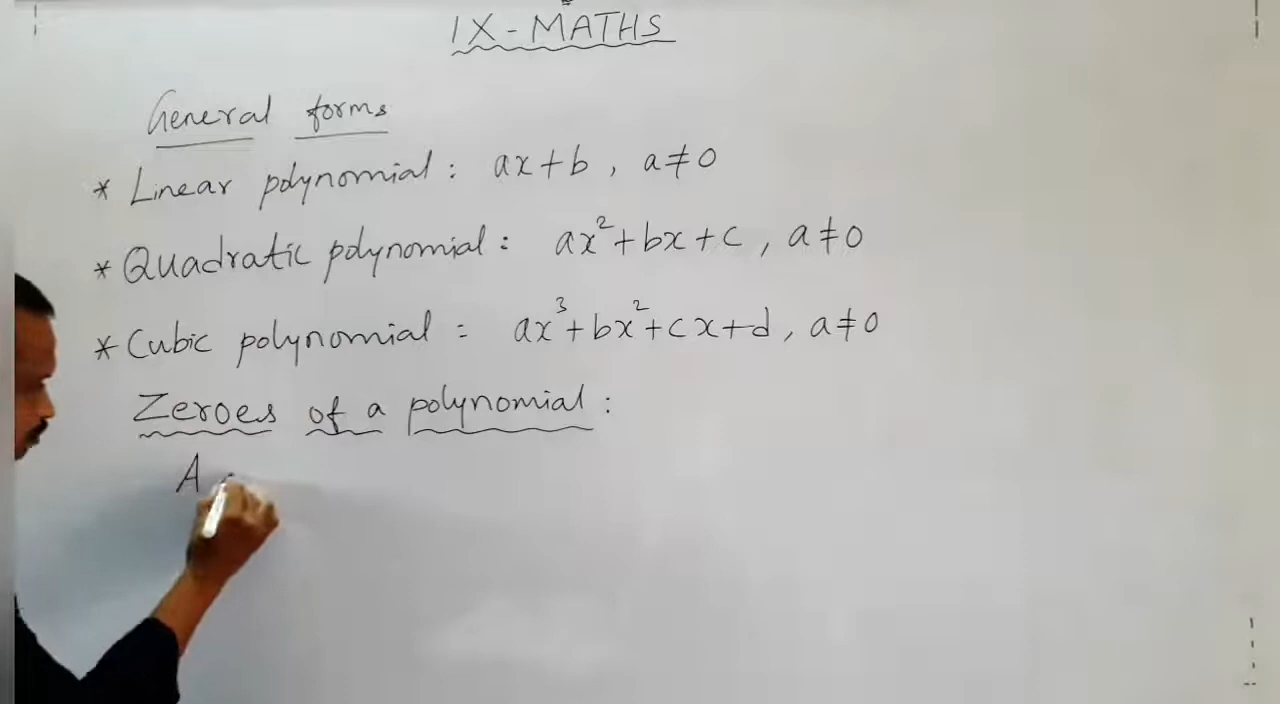 IX - MATHS
General forms
* Linear polynomial : ax+b , a≠0
* Quadratic polynomial : ax²+bx+c , a≠0
* Cubic polynomial : ax³+bx²+cx+d , a≠0
Zeroes of a polynomial :
A